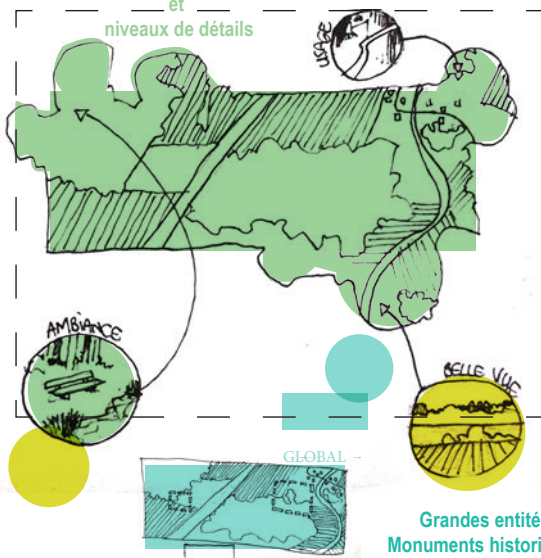 et
niveaux de détails
USAGE
AMBIANCE
BELLE VUE
GLOBAL
Grandes entité
Monuments histori